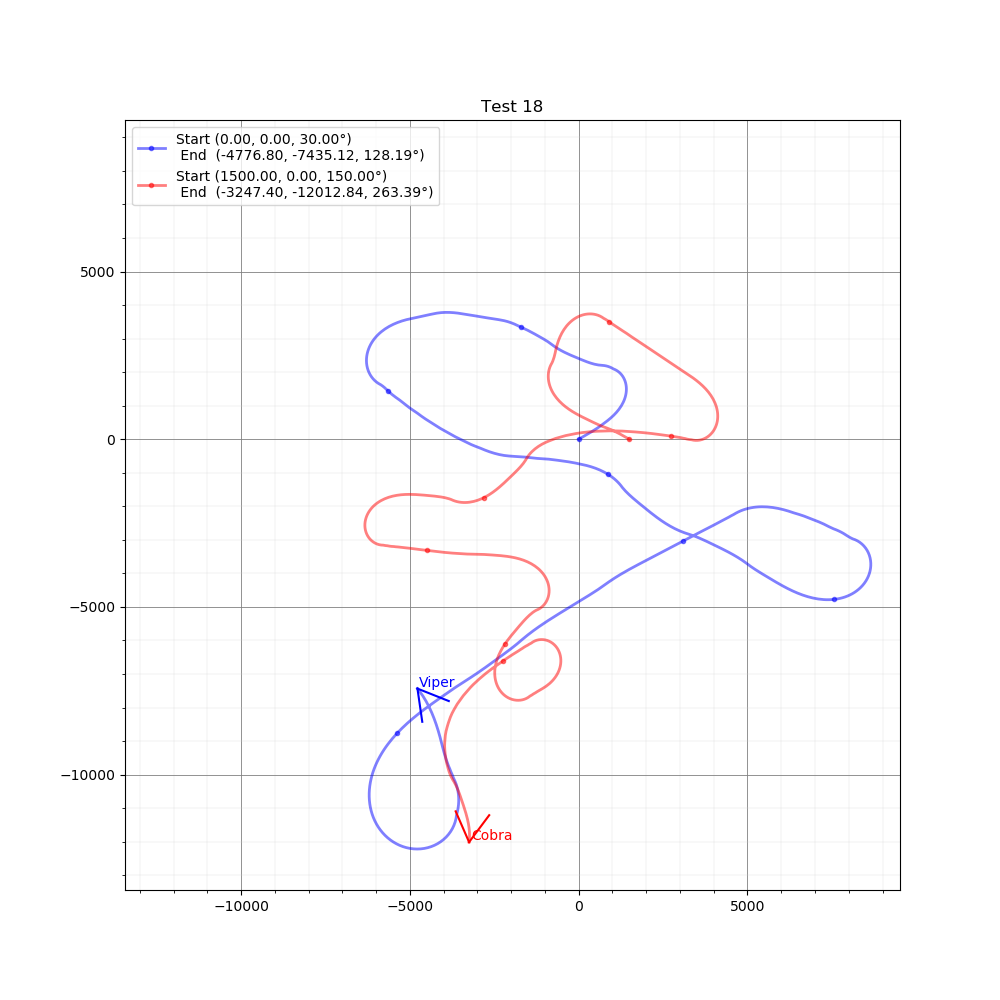 Test 18
Start (0.00, 0.00, 30.00°)
End  (-4776.80, -7435.12, 128.19°)
Start (1500.00, 0.00, 150.00°)
End  (-3247.40, -12012.84, 263.39°)
5000
0
−5000
−10000
Viper
Cobra
−10000
−5000
0
5000